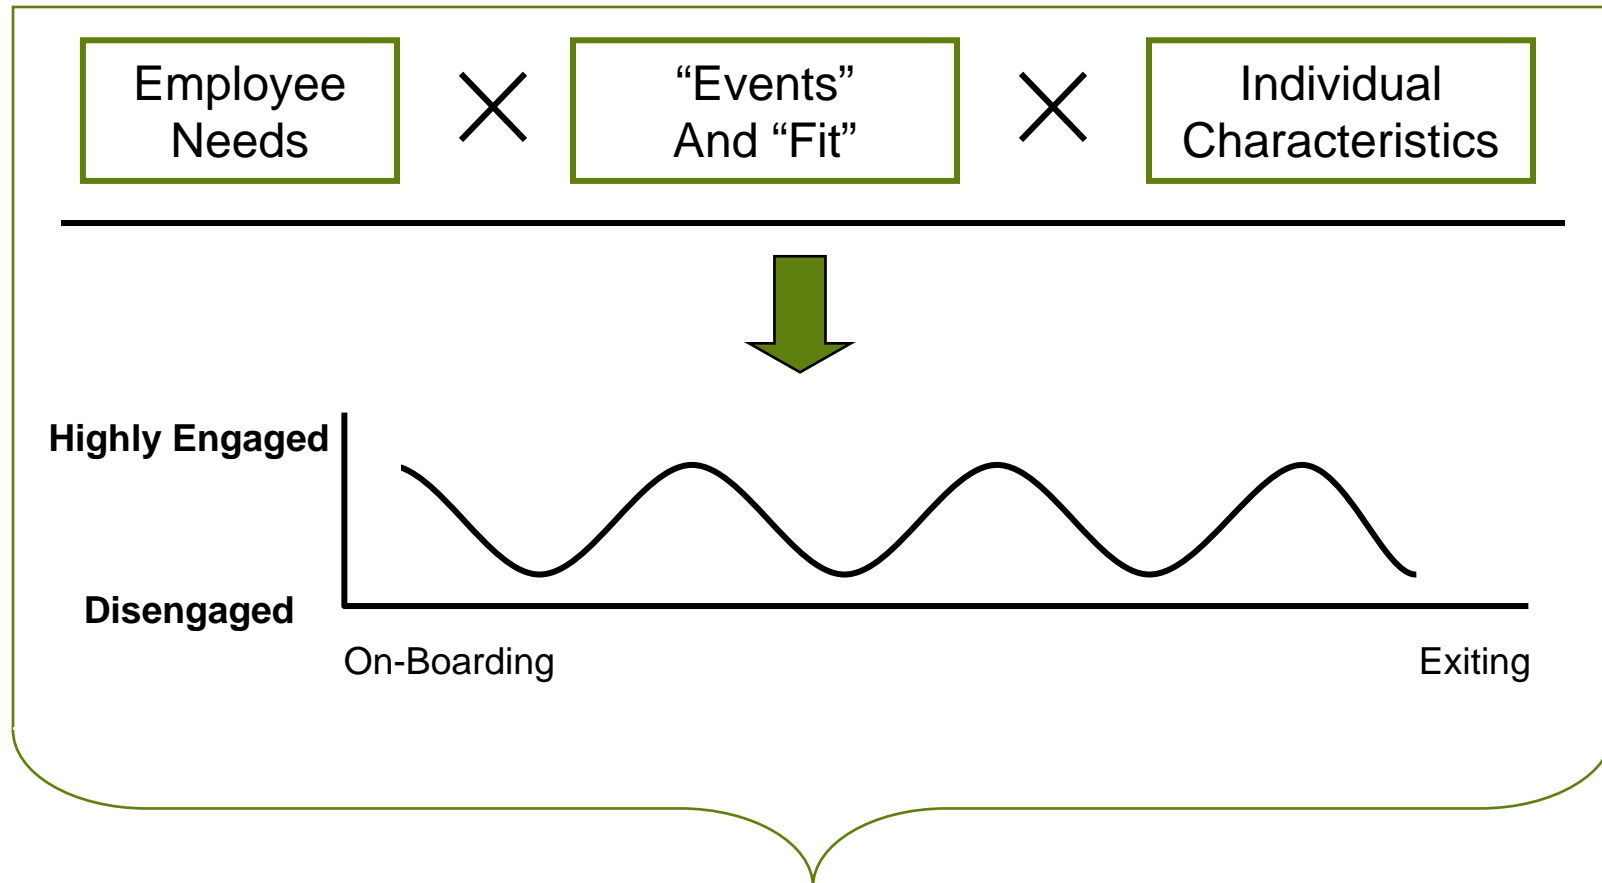 Employee
Needs
“Events”
And “Fit”
Individual
Characteristics
Highly Engaged
Disengaged
On-Boarding
Exiting